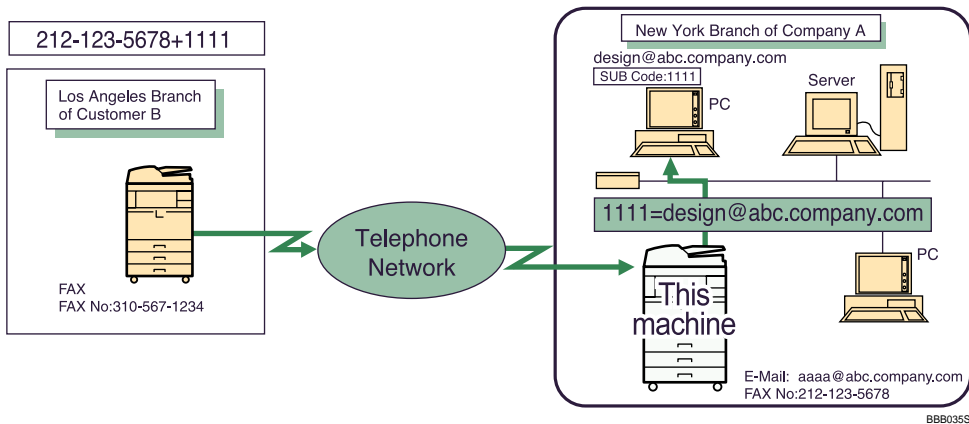 212-123-5678+1111
Los Angeles Branch
of Customer B
FAX
FAX No:310-567-1234
Telephone
Network
New York Branch of Company A
design@abc.company.com
SUB Code:1111
PC
Server
1111=design@abc.company.com
PC
This
machine
E-Mail: aaaa@abc.company.com
FAX No:212-123-5678
BBB035S